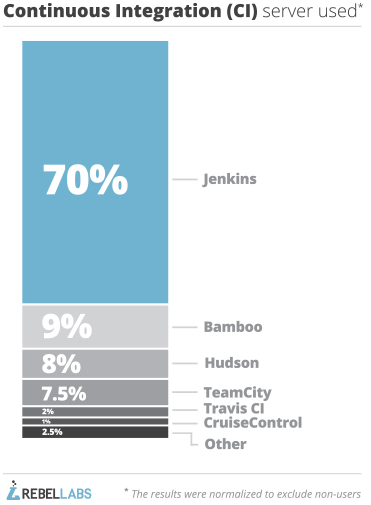 Continuous Integration (CI) server used*
70% Jenkins
9% Bamboo
8% Hudson
7.5% TeamCity
2% Travis CI
1% CruiseControl
2.5% Other
REBELLABS * The results were normalized to exclude non-users